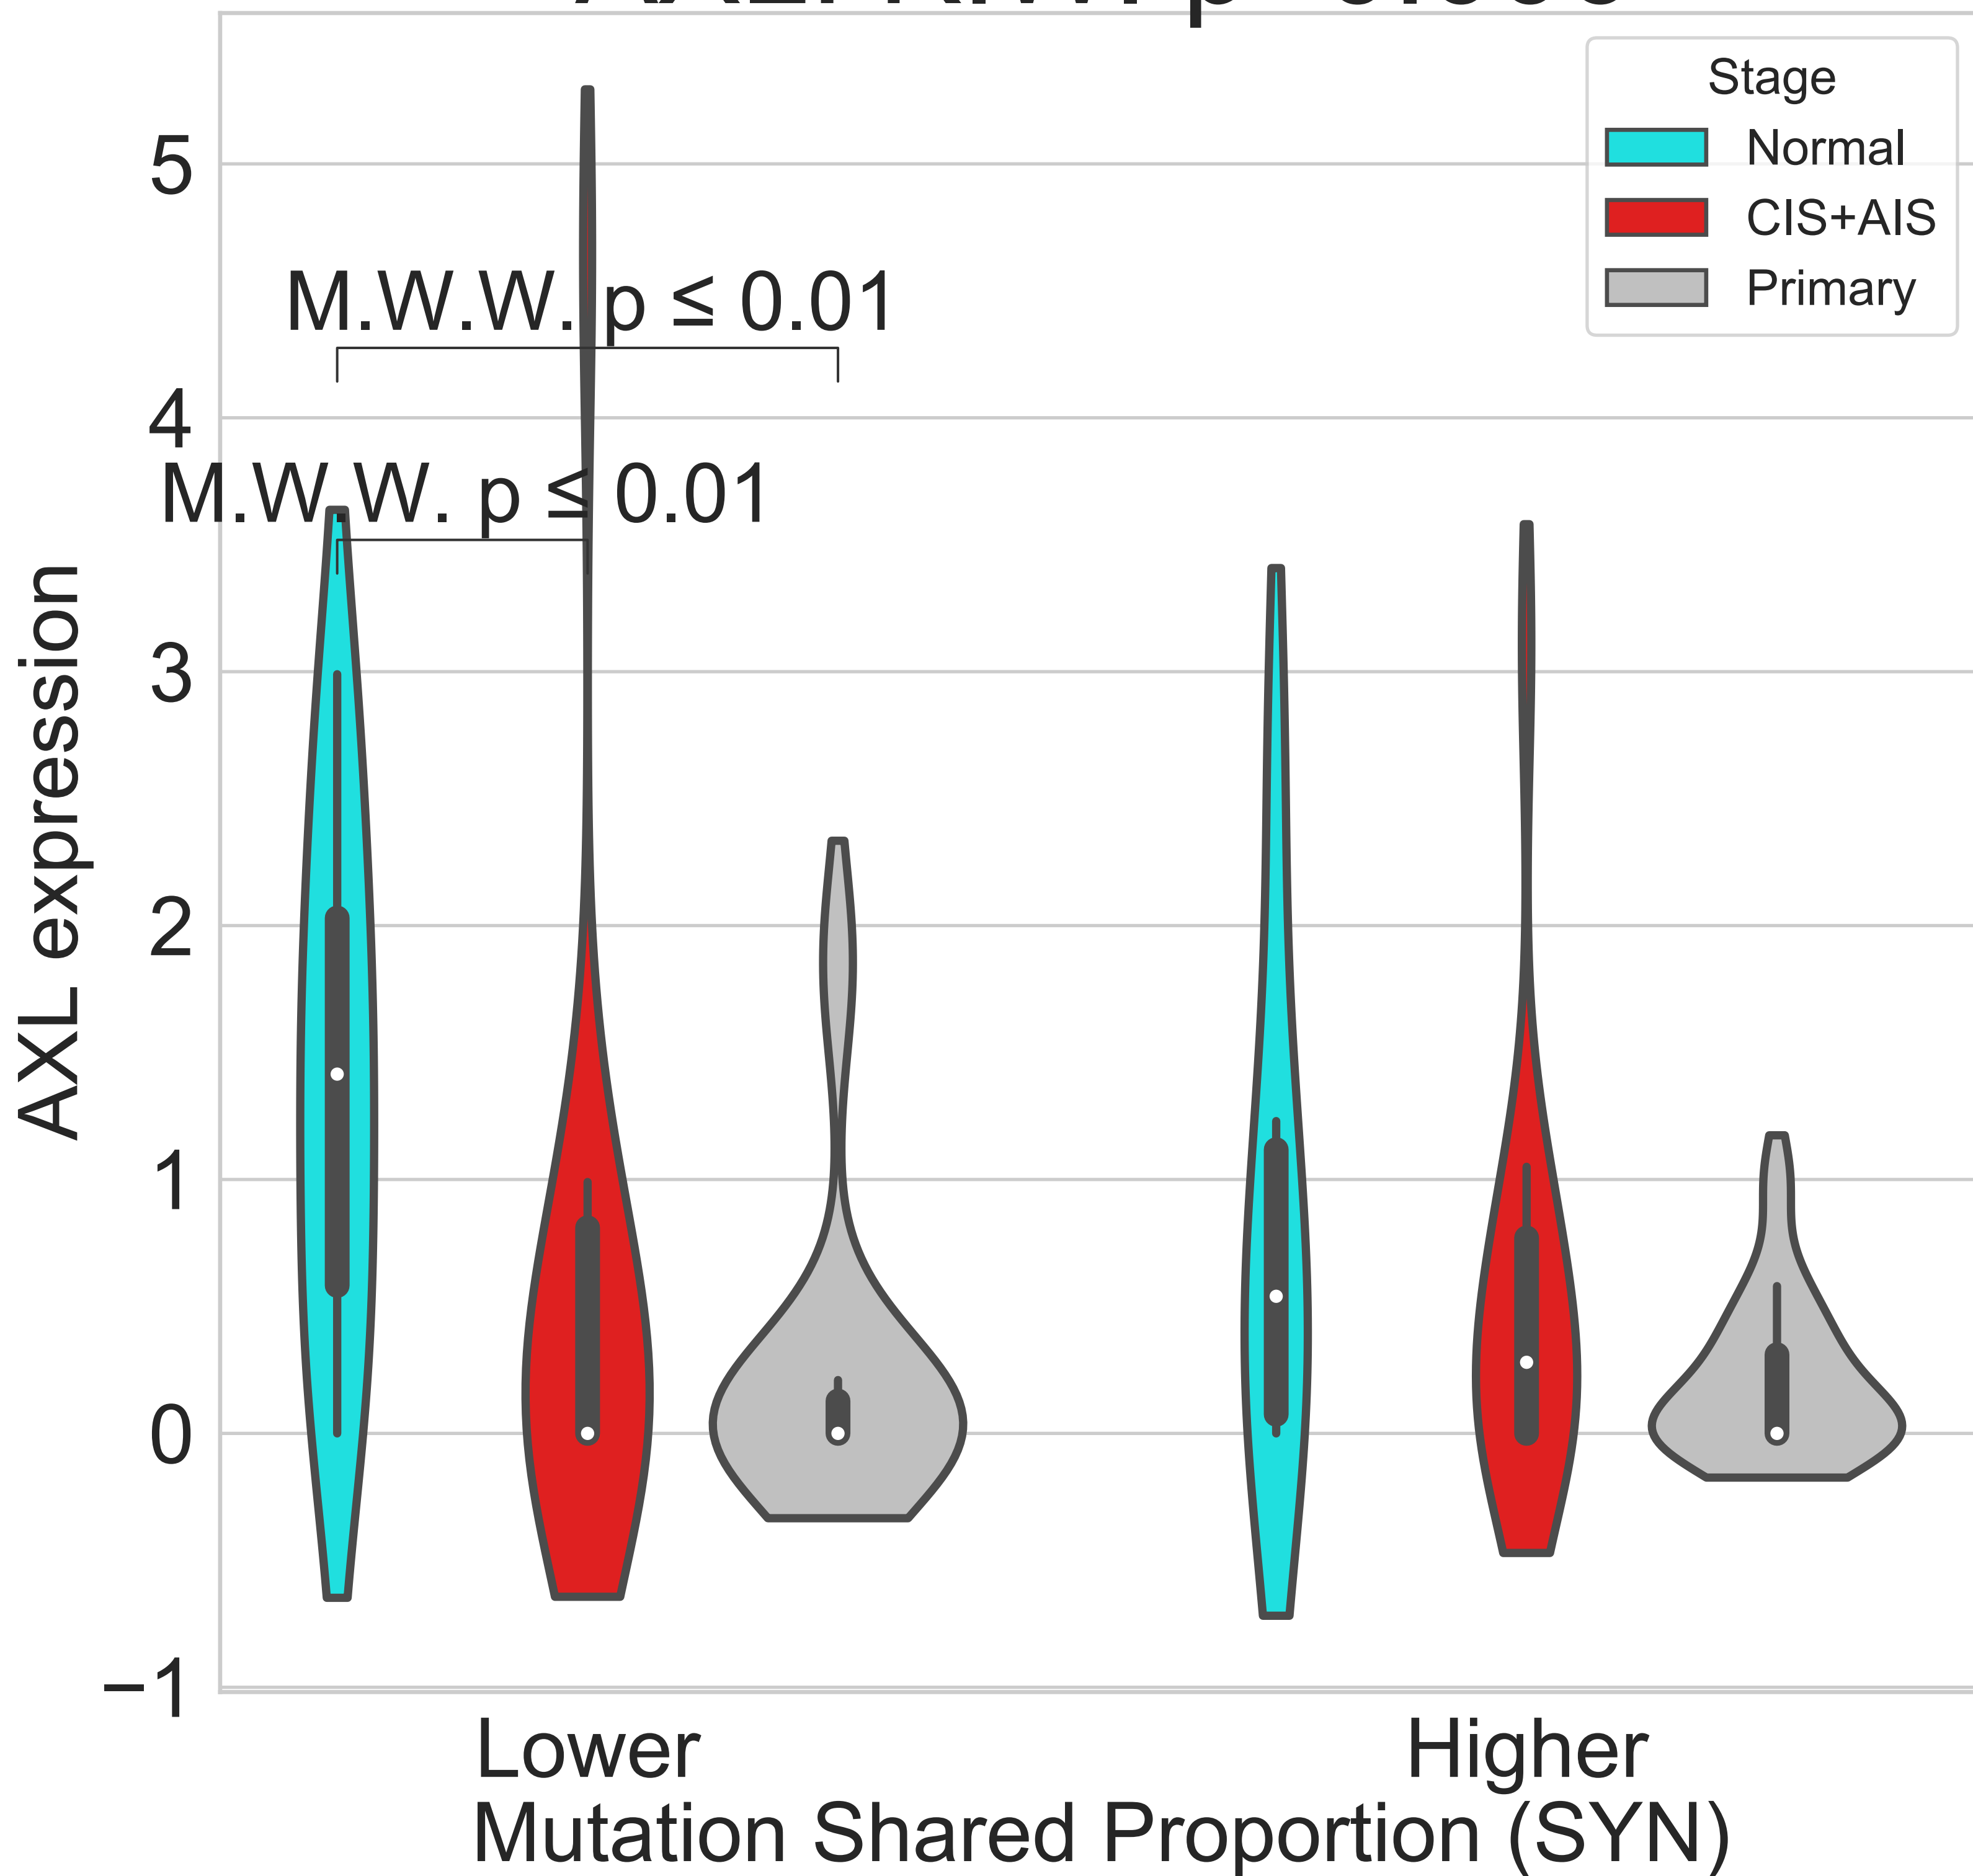 Stage
Normal
CIS+AIS
Primary
M.W.W. p ≤ 0.01
M.W.W. p ≤ 0.01
AXL expression
5
4
3
2
1
0
−1
Lower
Higher
Mutation Shared Proportion (SYN)